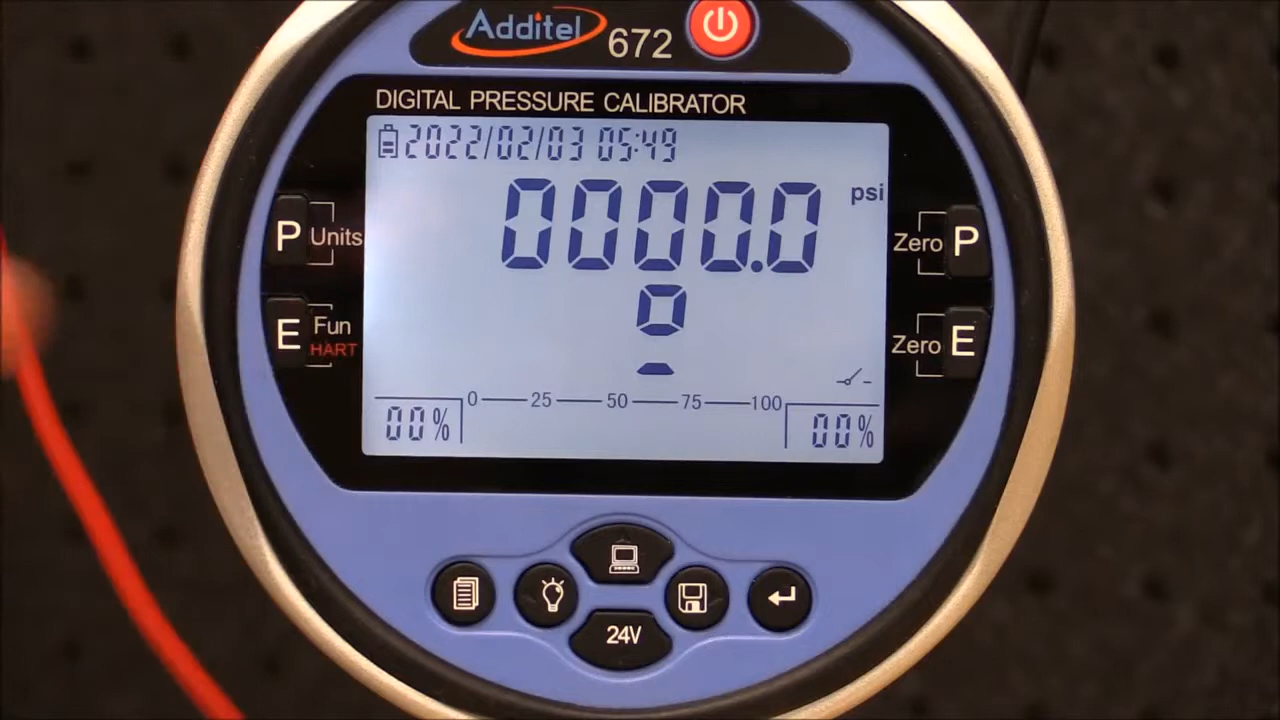 Additel 672
DIGITAL PRESSURE CALIBRATOR
2022/02/03 05:49
0000.0 psi
P Units
Zero P
o
E Fun
HART
Zero E
-
0 25 50 75 100
00%
00%
24V